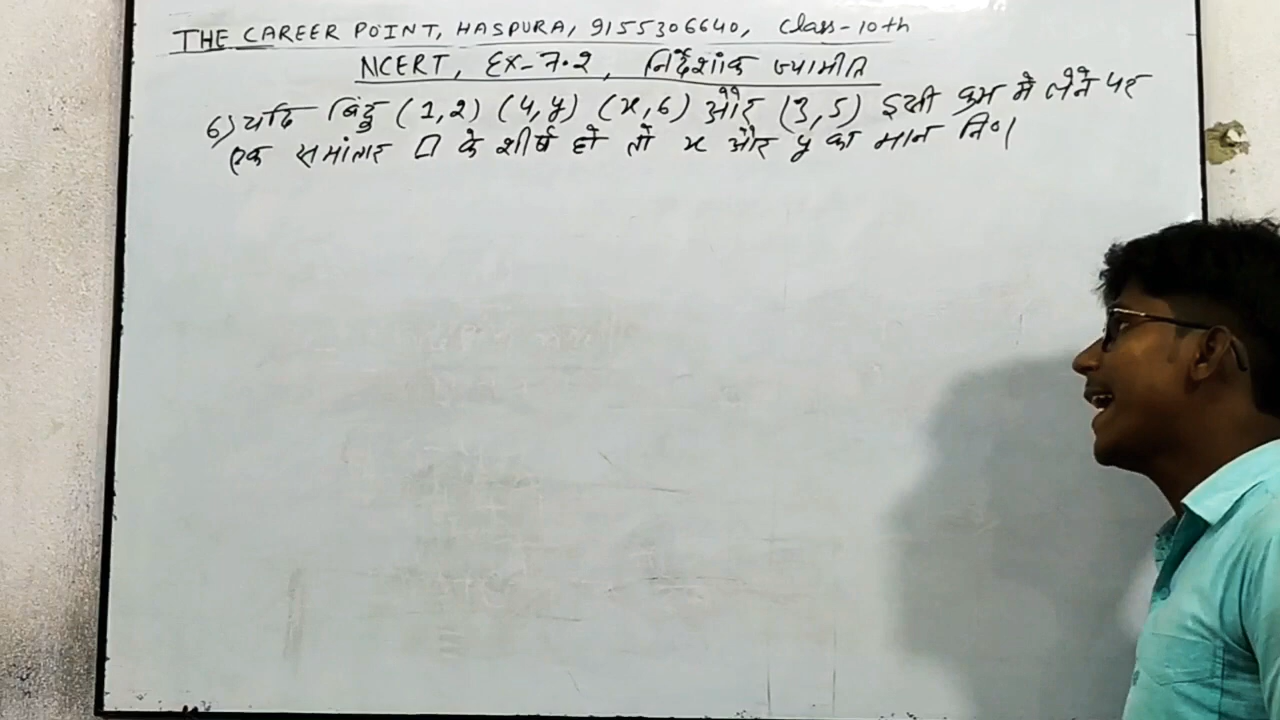 THE CAREER POINT, HASPURA, 9155306640, Class-10th
NCERT, EX-7.2, निर्देशांक ज्यामीति
6) यदि बिंदु (1,2) (4,y) (x,6) और (3,5) इसी क्रम में लेने पर
एक समांतर □ के शीर्ष हो तो x और y का मान नि०।